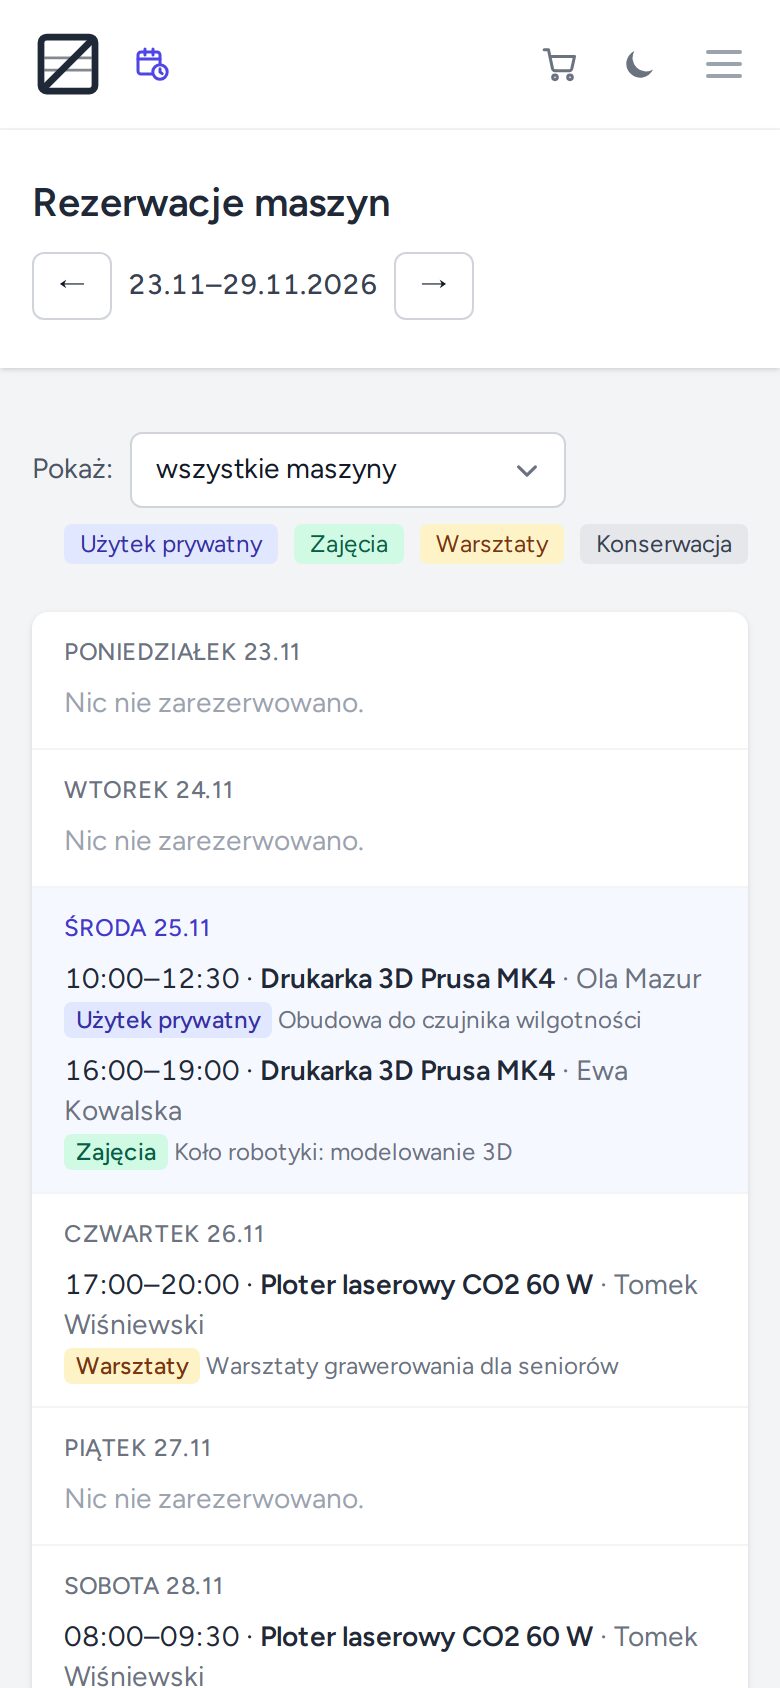 Rezerwacje maszyn
← 23.11–29.11.2026 →
Pokaż: wszystkie maszyny
Użytek prywatny Zajęcia Warsztaty Konserwacja
PONIEDZIAŁEK 23.11
Nic nie zarezerwowano.
WTOREK 24.11
Nic nie zarezerwowano.
ŚRODA 25.11
10:00–12:30 · Drukarka 3D Prusa MK4 · Ola Mazur
Użytek prywatny Obudowa do czujnika wilgotności
16:00–19:00 · Drukarka 3D Prusa MK4 · Ewa
Kowalska
Zajęcia Koło robotyki: modelowanie 3D
CZWARTEK 26.11
17:00–20:00 · Ploter laserowy CO2 60 W · Tomek
Wiśniewski
Warsztaty Warsztaty grawerowania dla seniorów
PIĄTEK 27.11
Nic nie zarezerwowano.
SOBOTA 28.11
08:00–09:30 · Ploter laserowy CO2 60 W · Tomek
Wiśniewski